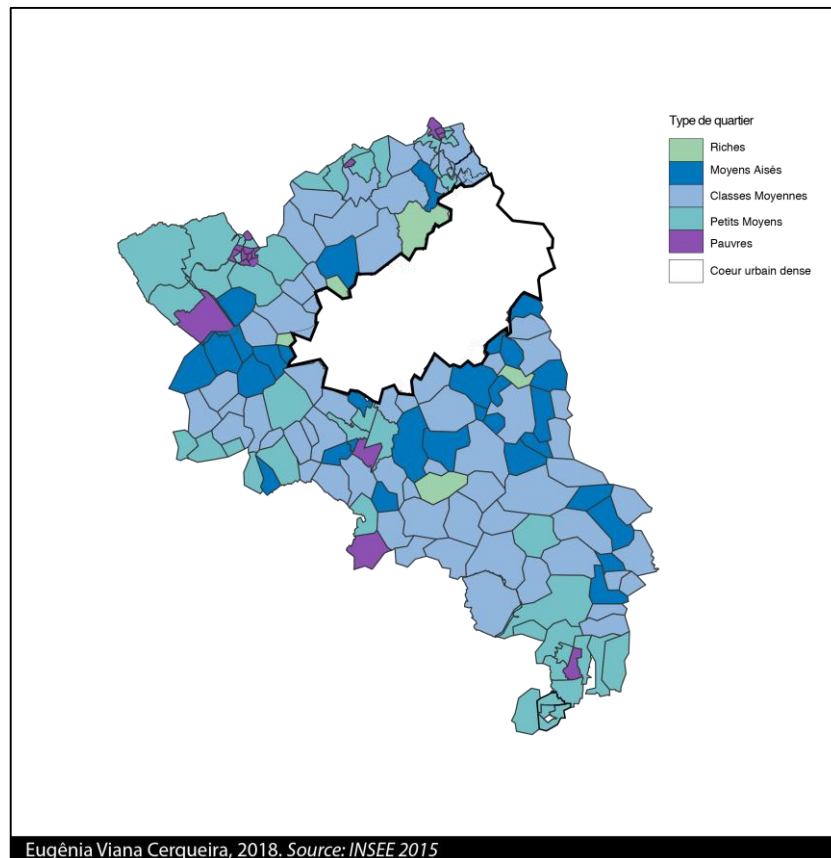 Type de quartier
Riches
Moyens Aisés
Classes Moyennes
Petits Moyens
Pauvres
Coeur urbain dense
Eugênia Viana Cerqueira, 2018. Source: INSEE 2015